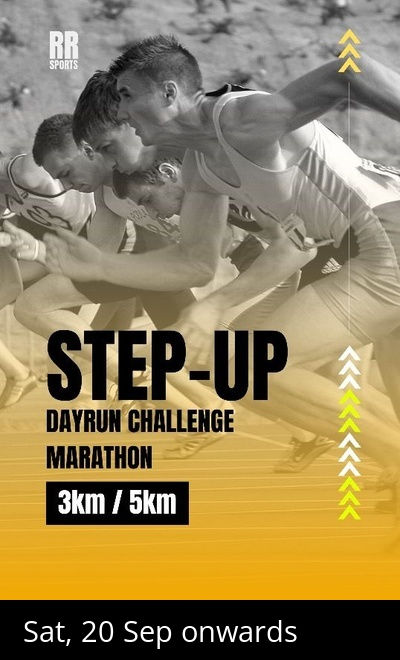 RR
SPORTS
STEP-UP
DAYRUN CHALLENGE
MARATHON
3km / 5km
Sat, 20 Sep onwards